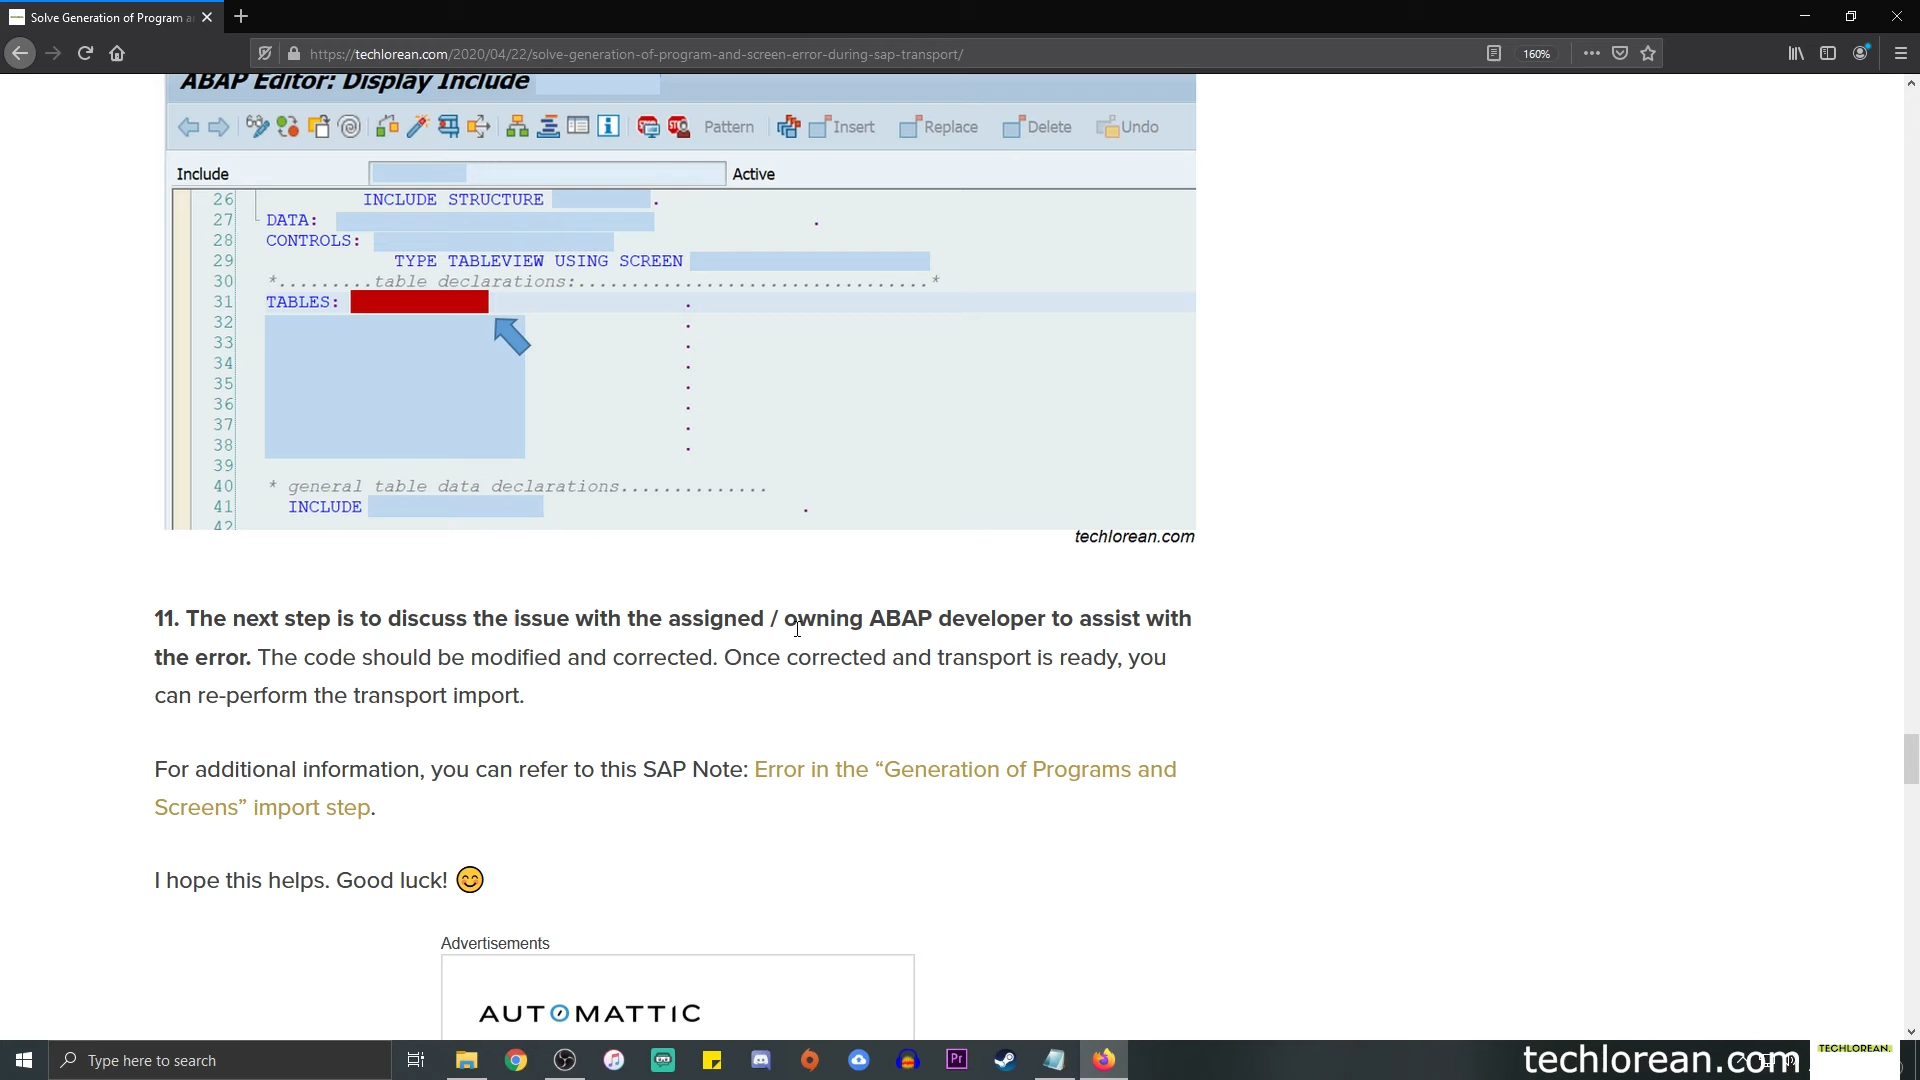 Solve Generation of Program a
https://techlorean.com/2020/04/22/solve-generation-of-program-and-screen-error-during-sap-transport/
160%
ABAP Editor: Display Include
Pattern Insert Replace Delete Undo
Include Active
26 INCLUDE STRUCTURE .
27 DATA: .
28 CONTROLS:
29 TYPE TABLEVIEW USING SCREEN
30 *.........table declarations:.................................*
31 TABLES: .
32 .
33 .
34 .
35 .
36 .
37 .
38 .
39
40 * general table data declarations..............
41 INCLUDE .
42
techlorean.com
11. The next step is to discuss the issue with the assigned / owning ABAP developer to assist with
the error. The code should be modified and corrected. Once corrected and transport is ready, you
can re-perform the transport import.
For additional information, you can refer to this SAP Note: Error in the “Generation of Programs and
Screens” import step.
I hope this helps. Good luck! 😊
Advertisements
AUTOMATTIC
Type here to search
Pr
techlorean.com
TECHLOREAN.